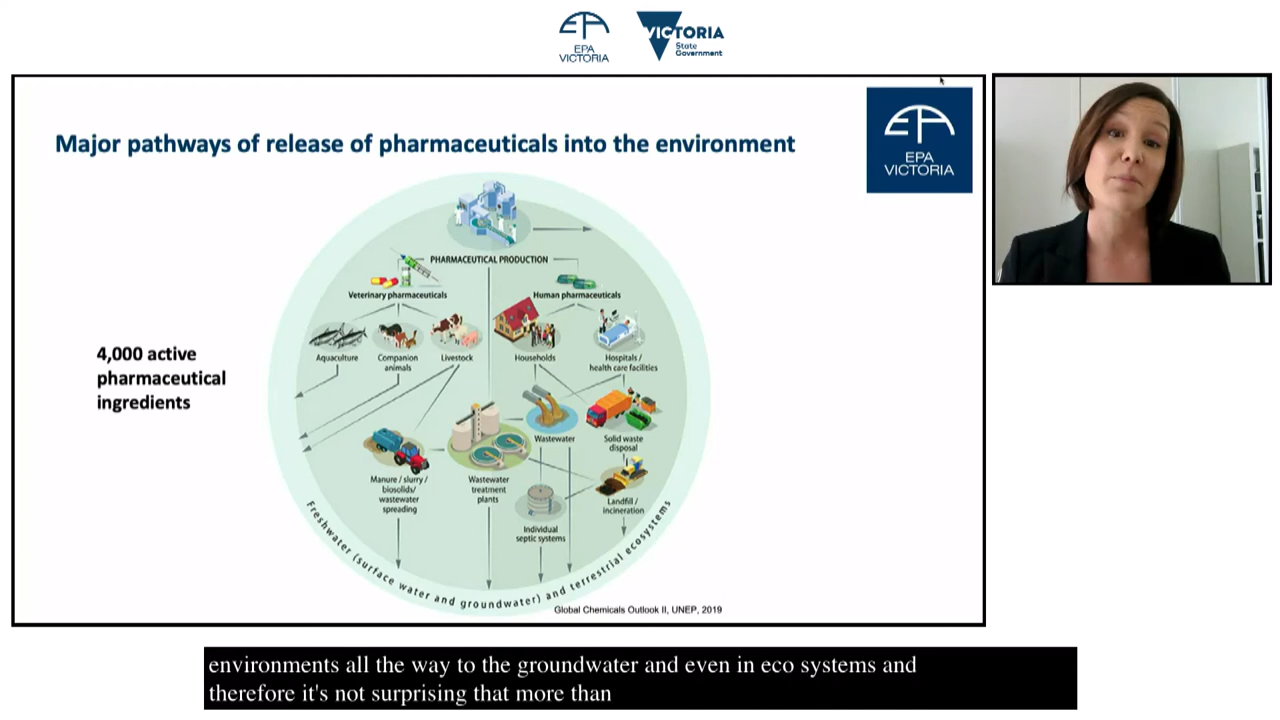 EPA
VICTORIA
VICTORIA
State
Government
Major pathways of release of pharmaceuticals into the environment
EPA
VICTORIA
4,000 active
pharmaceutical
ingredients
PHARMACEUTICAL PRODUCTION
Veterinary pharmaceuticals
Human pharmaceuticals
Aquaculture
Companion
animals
Livestock
Households
Hospitals /
health care facilities
Wastewater
Solid waste
disposal
Manure / slurry /
biosolids/
wastewater
spreading
Wastewater
treatment
plants
Individual
septic systems
Landfill /
incineration
Freshwater (surface water and groundwater) and terrestrial ecosystems
Global Chemicals Outlook II, UNEP, 2019
environments all the way to the groundwater and even in eco systems and
therefore it's not surprising that more than